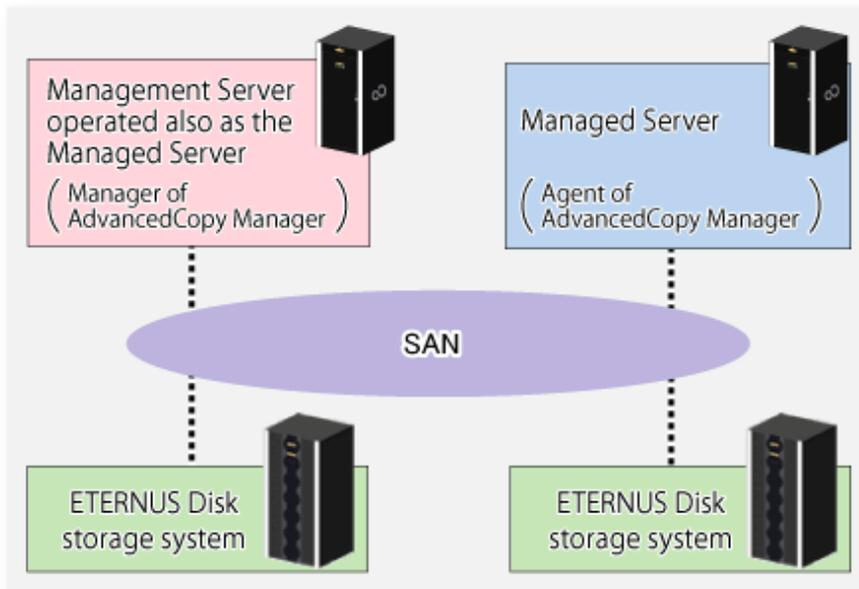 Management Server
operated also as the
Managed Server
( Manager of
AdvancedCopy Manager )
Managed Server
( Agent of
AdvancedCopy Manager )
SAN
ETERNUS Disk
storage system
ETERNUS Disk
storage system